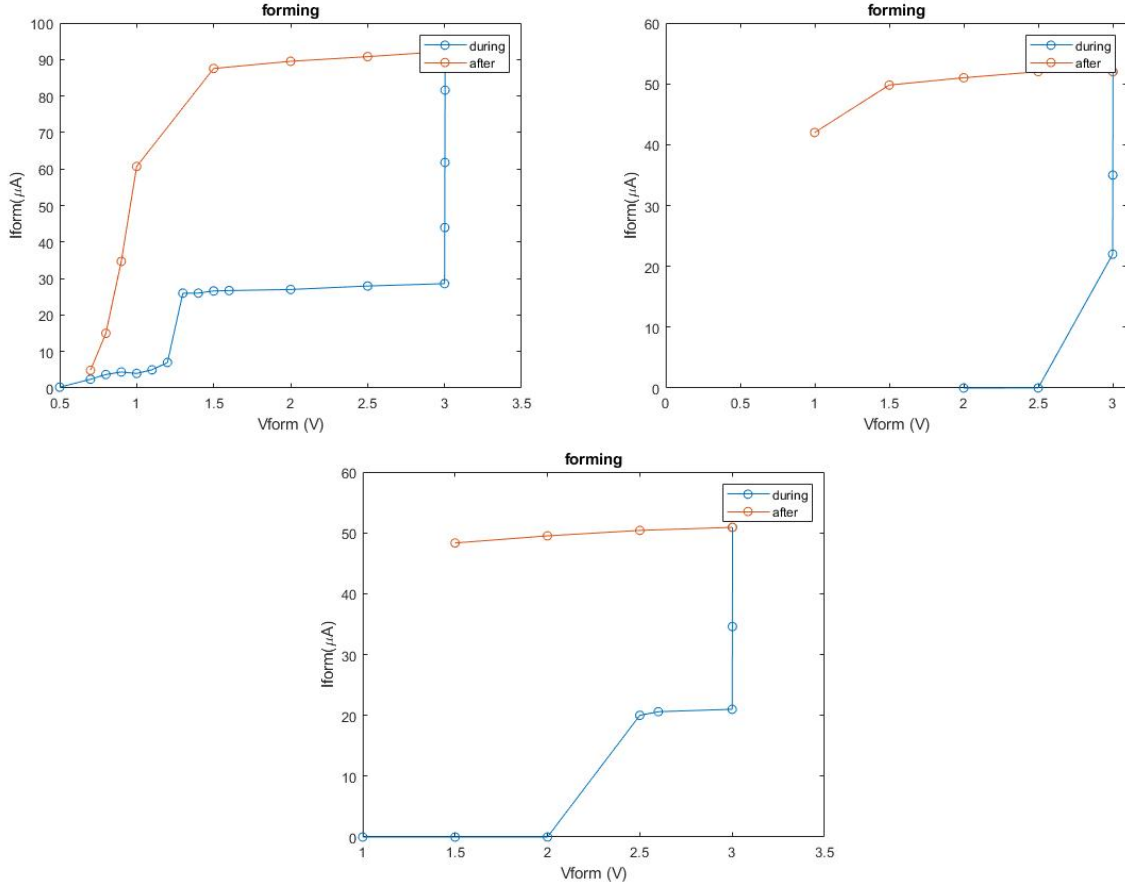 forming
100
90
80
70
60
50
40
30
20
10
0
Iform(μA)
during
after
0.5 1 1.5 2 2.5 3 3.5
Vform (V)
forming
60
50
40
30
20
10
0
Iform(μA)
during
after
0 0.5 1 1.5 2 2.5 3
Vform (V)
forming
60
50
40
30
20
10
0
Iform(μA)
during
after
1 1.5 2 2.5 3 3.5
Vform (V)